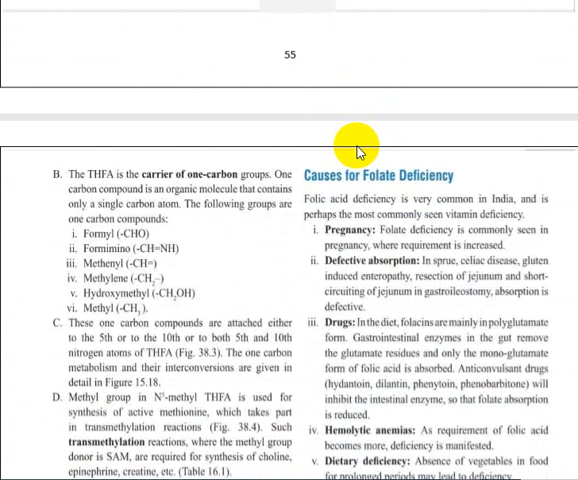 55
B. The THFA is the carrier of one-carbon groups. One
carbon compound is an organic molecule that contains
only a single carbon atom. The following groups are
one carbon compounds:
i. Formyl (-CHO)
ii. Formimino (-CH=NH)
iii. Methenyl (-CH=)
iv. Methylene (-CH₂-)
v. Hydroxymethyl (-CH₂OH)
vi. Methyl (-CH₃).
C. These one carbon compounds are attached either
to the 5th or to the 10th or to both 5th and 10th
nitrogen atoms of THFA (Fig. 38.3). The one carbon
metabolism and their interconversions are given in
detail in Figure 15.18.
D. Methyl group in N⁵-methyl THFA is used for
synthesis of active methionine, which takes part
in transmethylation reactions (Fig. 38.4). Such
transmethylation reactions, where the methyl group
donor is SAM, are required for synthesis of choline,
epinephrine, creatine, etc. (Table 16.1).
Causes for Folate Deficiency
Folic acid deficiency is very common in India, and is
perhaps the most commonly seen vitamin deficiency.
i. Pregnancy: Folate deficiency is commonly seen in
pregnancy, where requirement is increased.
ii. Defective absorption: In sprue, celiac disease, gluten
induced enteropathy, resection of jejunum and short-
circuiting of jejunum in gastroileostomy, absorption is
defective.
iii. Drugs: In the diet, folacins are mainly in polyglutamate
form. Gastrointestinal enzymes in the gut remove
the glutamate residues and only the mono-glutamate
form of folic acid is absorbed. Anticonvulsant drugs
(hydantoin, dilantin, phenytoin, phenobarbitone) will
inhibit the intestinal enzyme, so that folate absorption
is reduced.
iv. Hemolytic anemias: As requirement of folic acid
becomes more, deficiency is manifested.
v. Dietary deficiency: Absence of vegetables in food
for prolonged periods may lead to deficiency